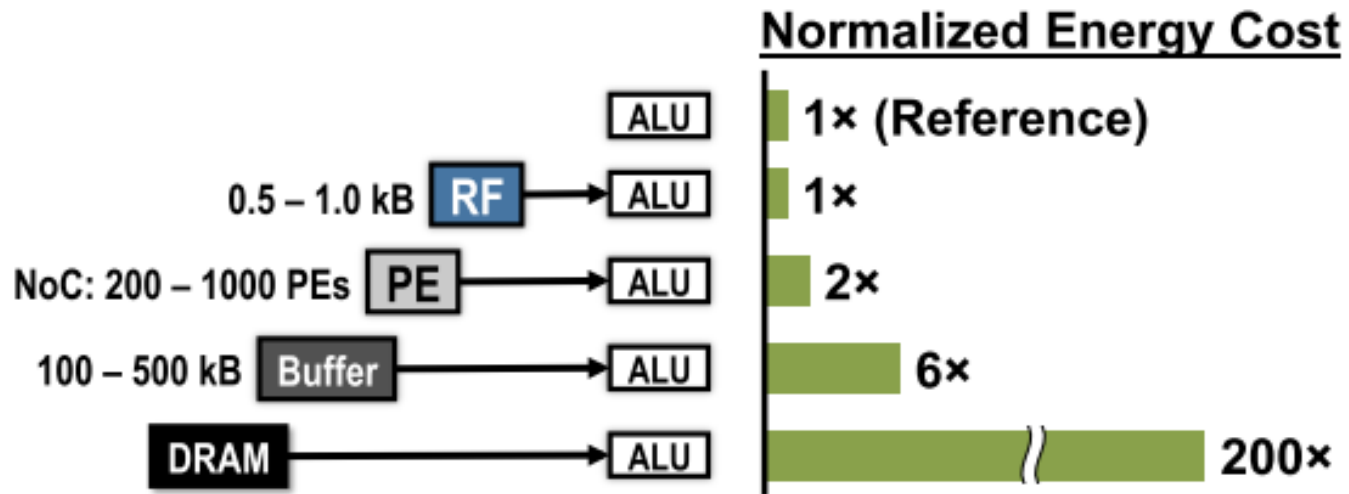 Normalized Energy Cost
ALU 1× (Reference)
0.5 – 1.0 kB RF ALU 1×
NoC: 200 – 1000 PEs PE ALU 2×
100 – 500 kB Buffer ALU 6×
DRAM ALU 200×